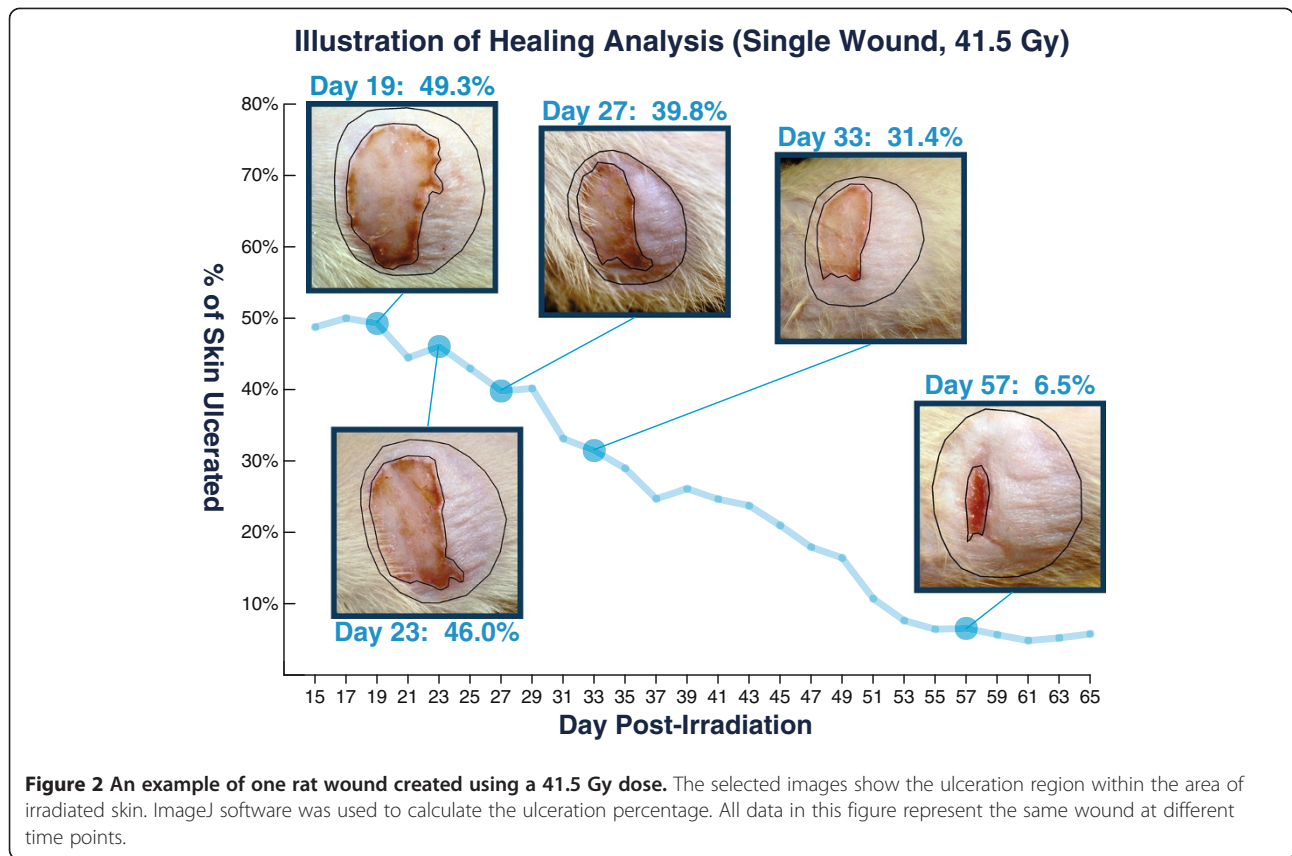 Illustration of Healing Analysis (Single Wound, 41.5 Gy)
Day 19: 49.3%
Day 27: 39.8%
Day 33: 31.4%
Day 57: 6.5%
Day 23: 46.0%
% of Skin Ulcerated
80%
70%
60%
50%
40%
30%
20%
10%
15 17 19 21 23 25 27 29 31 33 35 37 39 41 43 45 47 49 51 53 55 57 59 61 63 65
Day Post-Irradiation
Figure 2 An example of one rat wound created using a 41.5 Gy dose. The selected images show the ulceration region within the area of
irradiated skin. ImageJ software was used to calculate the ulceration percentage. All data in this figure represent the same wound at different
time points.